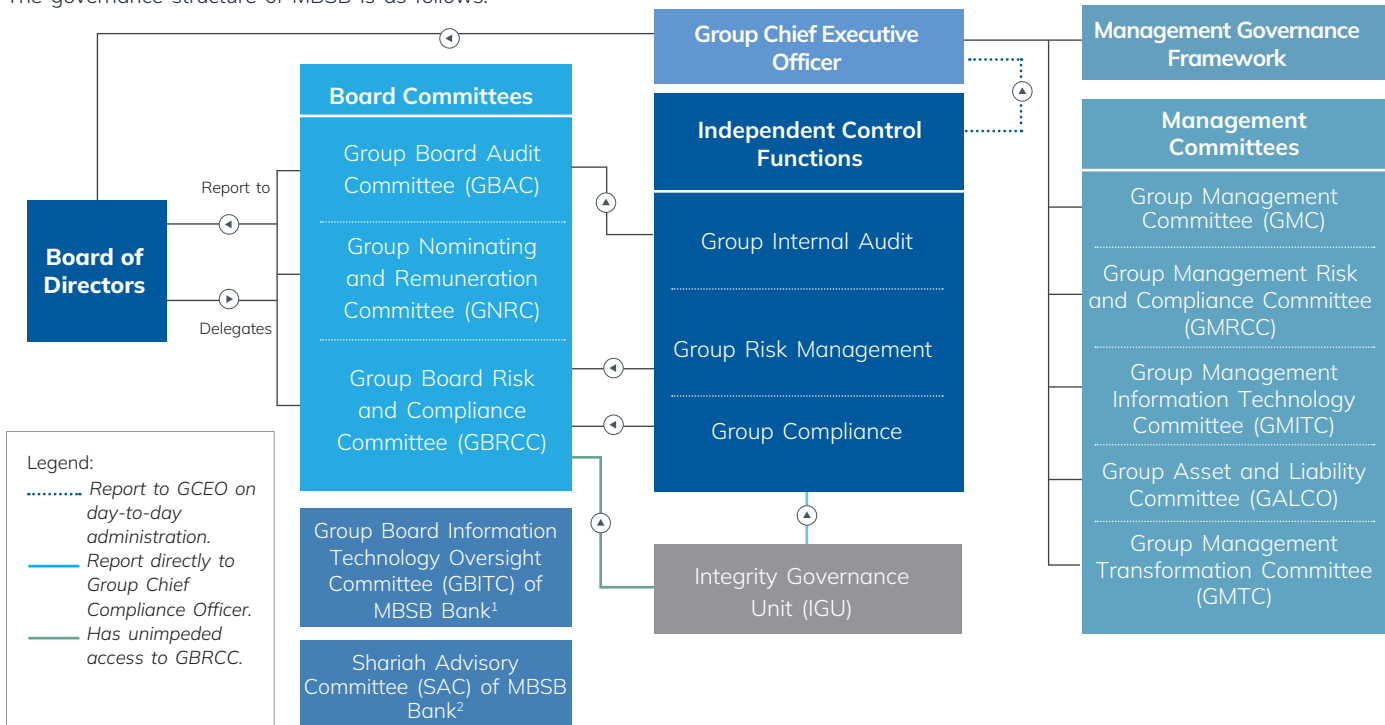 The governance structure of MBSB is as follows:
Group Chief Executive
Officer
Management Governance
Framework
Board Committees
Group Board Audit
Committee (GBAC)
Group Nominating
and Remuneration
Committee (GNRC)
Group Board Risk
and Compliance
Committee (GBRCC)
Independent Control
Functions
Group Internal Audit
Group Risk Management
Group Compliance
Management
Committees
Group Management
Committee (GMC)
Group Management Risk
and Compliance Committee
(GMRCC)
Group Management
Information Technology
Committee (GMITC)
Group Asset and Liability
Committee (GALCO)
Group Management
Transformation Committee
(GMTC)
Report to
Board of
Directors
Delegates
Legend:
Report to GCEO on
day-to-day
administration.
Report directly to
Group Chief
Compliance Officer.
Has unimpeded
access to GBRCC.
Group Board Information
Technology Oversight
Committee (GBITC) of
MBSB Bank¹
Integrity Governance
Unit (IGU)
Shariah Advisory
Committee (SAC) of MBSB
Bank²